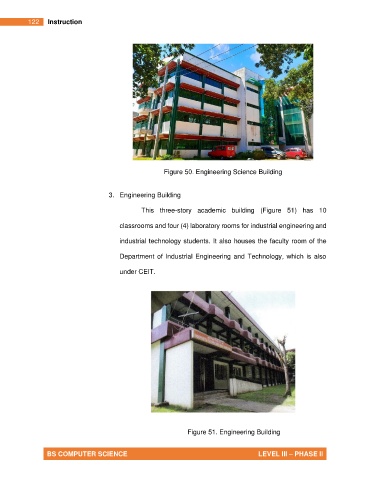 122 Instruction
Figure 50. Engineering Science Building
3. Engineering Building
This three-story academic building (Figure 51) has 10
classrooms and four (4) laboratory rooms for industrial engineering and
industrial technology students. It also houses the faculty room of the
Department of Industrial Engineering and Technology, which is also
under CEIT.
Figure 51. Engineering Building
BS COMPUTER SCIENCE LEVEL III – PHASE II